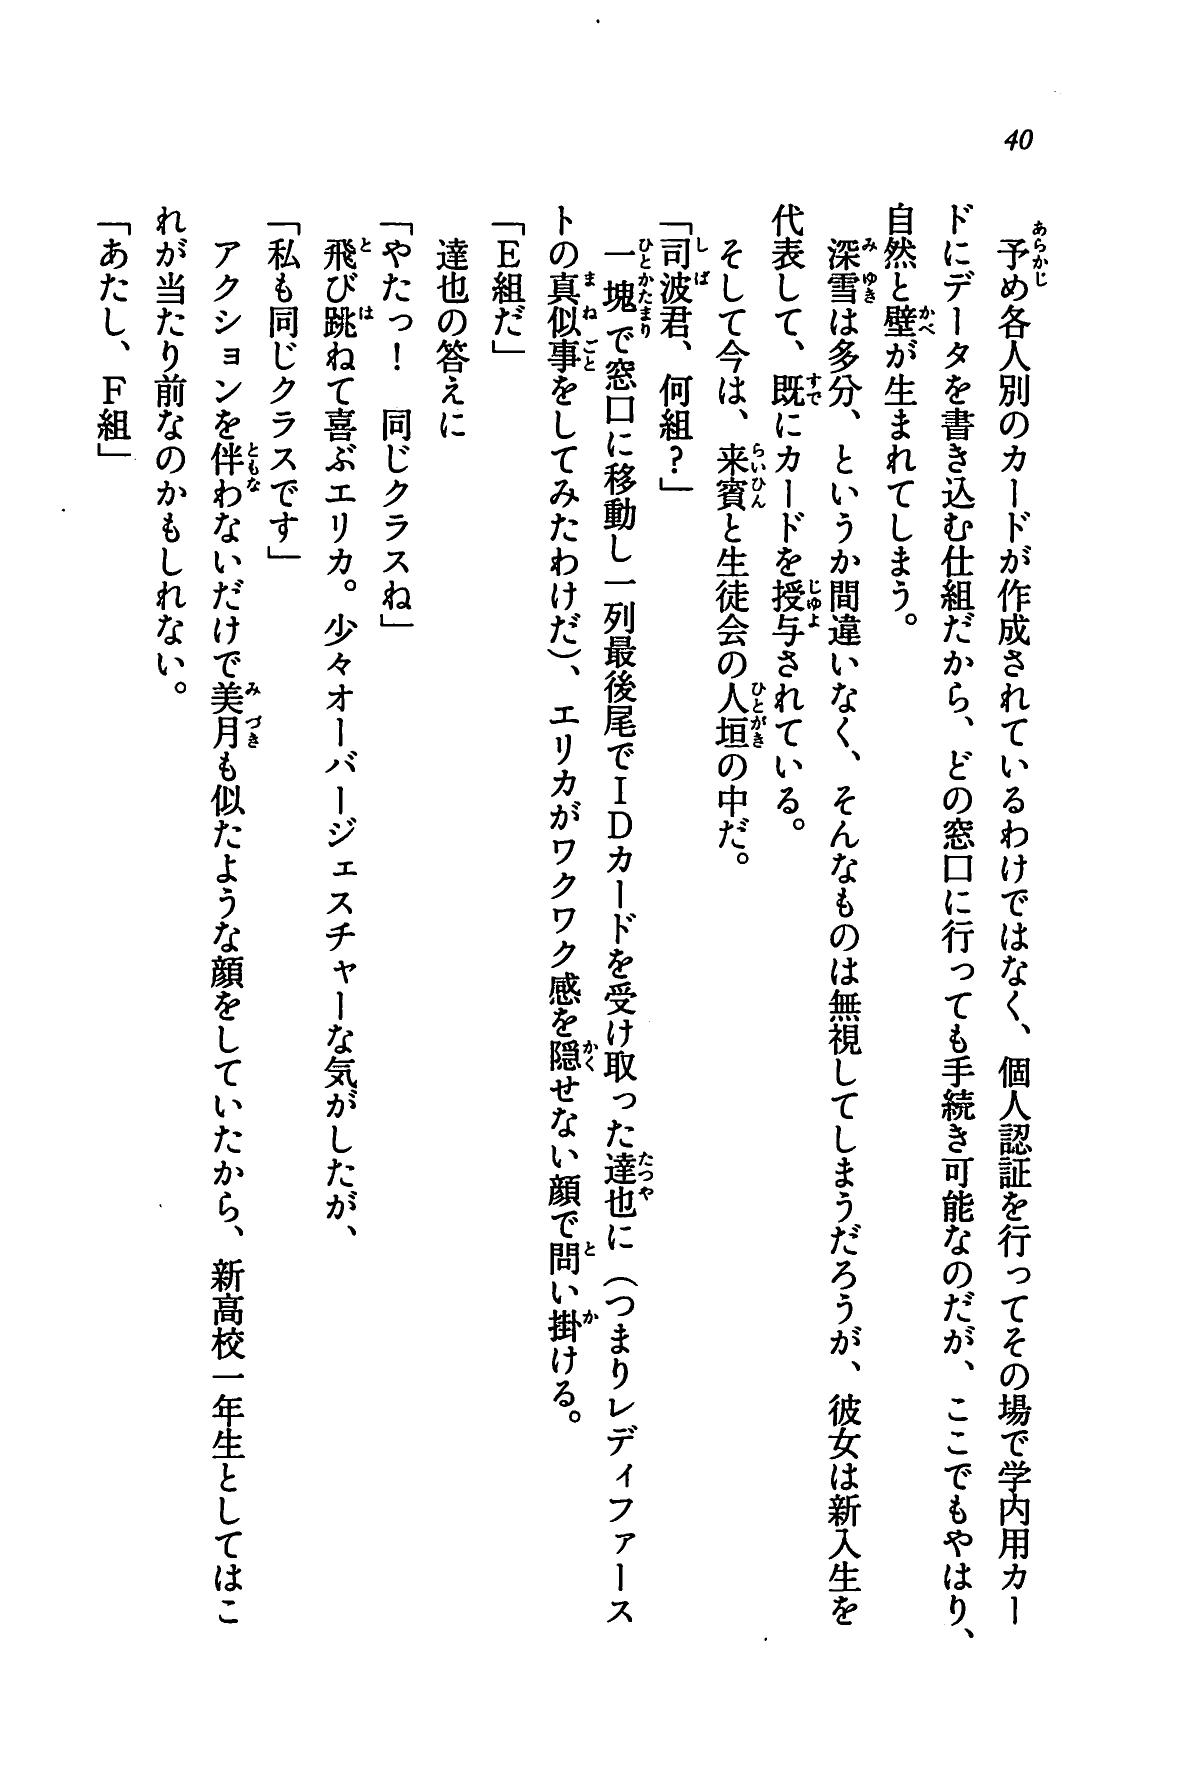 40
予め各人別のカードが作成されているわけではなく、個人認証を行ってその場で学内用カー
ドにデータを書き込む仕組だから、どの窓口に行っても手続き可能なのだが、ここでもやはり、
自然と壁が生まれてしまう。
深雪は多分、というか間違いなく、そんなものは無視してしまうだろうが、彼女は新入生を
代表して、既にカードを授与されている。
そして今は、来賓と生徒会の人垣の中だ。
「司波君、何組？」
一塊で窓口に移動し一列最後尾でＩＤカードを受け取った達也に（つまりレディファース
トの真似事をしてみたわけだ）、エリカがワクワク感を隠せない顔で問い掛ける。
「Ｅ組だ」
達也の答えに
「やたっ！　同じクラスね」
飛び跳ねて喜ぶエリカ。少々オーバージェスチャーな気がしたが、
「私も同じクラスです」
アクションを伴わないだけで美月も似たような顔をしていたから、新高校一年生としてはこ
れが当たり前なのかもしれない。
「あたし、Ｆ組」